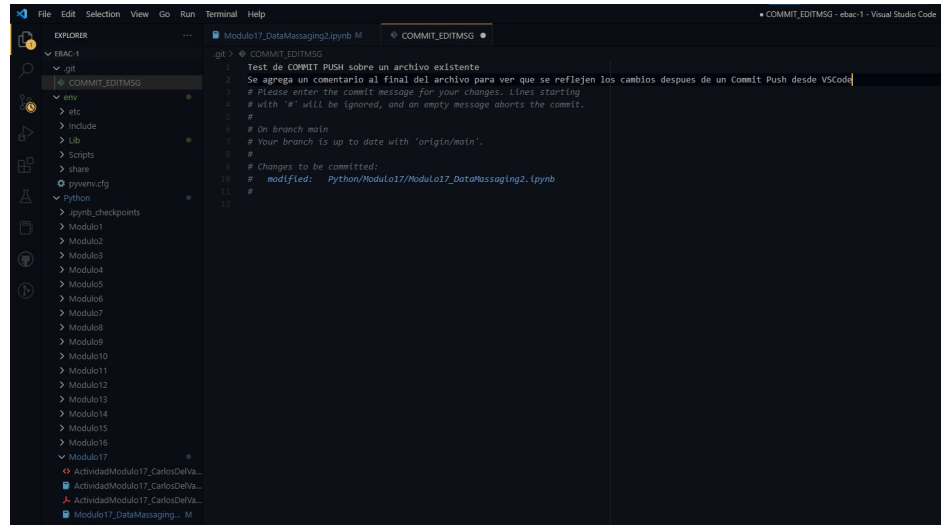 File Edit Selection View Go Run Terminal Help
● COMMIT_EDITMSG - ebac-1 - Visual Studio Code
EXPLORER ...
EBAC-1
.git
COMMIT_EDITMSG
env
etc
Include
Lib
Scripts
share
pyvenv.cfg
Python
.ipynb_checkpoints
Modulo1
Modulo2
Modulo3
Modulo4
Modulo5
Modulo6
Modulo7
Modulo8
Modulo9
Modulo10
Modulo11
Modulo12
Modulo13
Modulo14
Modulo15
Modulo16
Modulo17
ActividadModulo17_CarlosDelVa...
ActividadModulo17_CarlosDelVa...
ActividadModulo17_CarlosDelVa...
Modulo17_DataMassaging... M
Modulo17_DataMassaging2.ipynb M
COMMIT_EDITMSG ●
.git > COMMIT_EDITMSG
1 Test de COMMIT PUSH sobre un archivo existente
2 Se agrega un comentario al final del archivo para ver que se reflejen los cambios despues de un Commit Push desde VSCode
3 # Please enter the commit message for your changes. Lines starting
4 # with '#' will be ignored, and an empty message aborts the commit.
5 #
6 # On branch main
7 # Your branch is up to date with 'origin/main'.
8 #
9 # Changes to be committed:
10 # modified: Python/Modulo17/Modulo17_DataMassaging2.ipynb
11 #
12
1